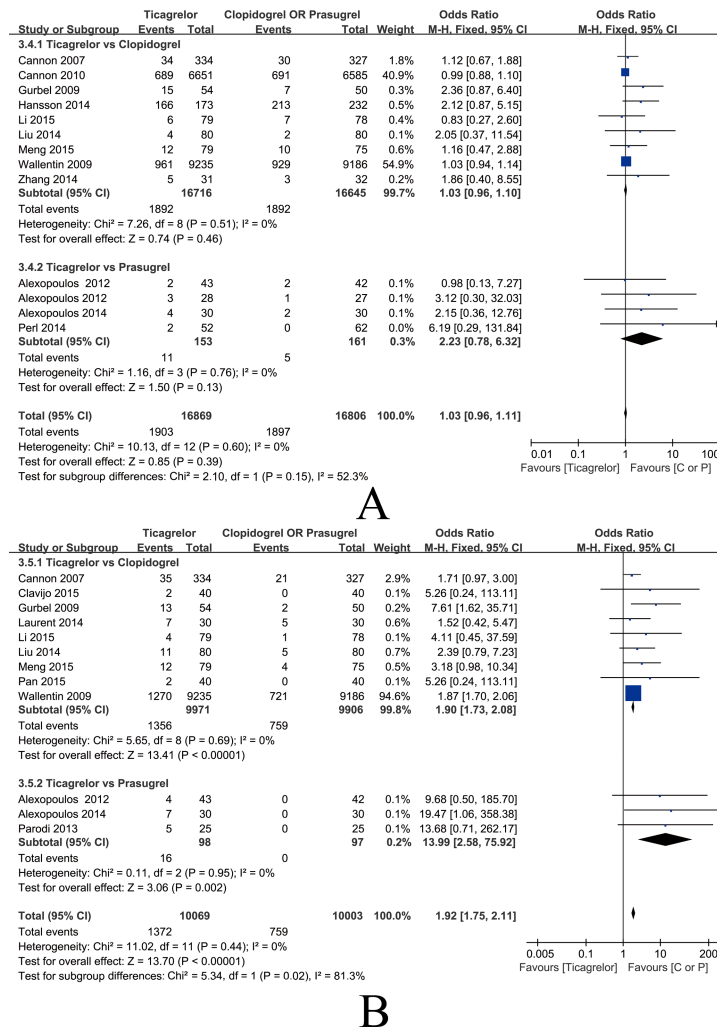 Ticagrelor Clopidogrel OR Prasugrel Odds Ratio Odds Ratio
Study or Subgroup Events Total Events Total Weight M-H. Fixed. 95% CI M-H. Fixed. 95% CI
3.4.1 Ticagrelor vs Clopidogrel
Cannon 2007 34 334 30 327 1.8% 1.12 [0.67, 1.88]
Cannon 2010 689 6651 691 6585 40.9% 0.99 [0.88, 1.10]
Gurbel 2009 15 54 7 50 0.3% 2.36 [0.87, 6.40]
Hansson 2014 166 173 213 232 0.4% 2.12 [0.87, 5.15]
Li 2015 6 79 7 78 0.4% 0.83 [0.27, 2.60]
Liu 2014 4 80 2 80 0.1% 2.05 [0.37, 11.54]
Meng 2015 12 79 10 75 0.6% 1.16 [0.47, 2.88]
Wallentin 2009 961 9235 929 9186 54.9% 1.03 [0.94, 1.14]
Zhang 2014 5 31 3 32 0.2% 1.86 [0.40, 8.55]
Subtotal (95% CI) 16716 16645 99.7% 1.03 [0.96, 1.10]
Total events 1892 1892
Heterogeneity: Chi² = 7.26, df = 8 (P = 0.51); I² = 0%
Test for overall effect: Z = 0.74 (P = 0.46)
3.4.2 Ticagrelor vs Prasugrel
Alexopoulos 2012 2 43 2 42 0.1% 0.98 [0.13, 7.27]
Alexopoulos 2012 3 28 1 27 0.1% 3.12 [0.30, 32.03]
Alexopoulos 2014 4 30 2 30 0.1% 2.15 [0.36, 12.76]
Perl 2014 2 52 0 62 0.0% 6.19 [0.29, 131.84]
Subtotal (95% CI) 153 161 0.3% 2.23 [0.78, 6.32]
Total events 11 5
Heterogeneity: Chi² = 1.16, df = 3 (P = 0.76); I² = 0%
Test for overall effect: Z = 1.50 (P = 0.13)
Total (95% CI) 16869 16806 100.0% 1.03 [0.96, 1.11]
Total events 1903 1897
Heterogeneity: Chi² = 10.13, df = 12 (P = 0.60); I² = 0%
Test for overall effect: Z = 0.85 (P = 0.39)
Test for subgroup differences: Chi² = 2.10, df = 1 (P = 0.15), I² = 52.3%
0.01 0.1 1 10 100
Favours [Ticagrelor] Favours [C or P]
A
Ticagrelor Clopidogrel OR Prasugrel Odds Ratio Odds Ratio
Study or Subgroup Events Total Events Total Weight M-H. Fixed. 95% CI M-H. Fixed. 95% CI
3.5.1 Ticagrelor vs Clopidogrel
Cannon 2007 35 334 21 327 2.9% 1.71 [0.97, 3.00]
Clavijo 2015 2 40 0 40 0.1% 5.26 [0.24, 113.11]
Gurbel 2009 13 54 2 50 0.2% 7.61 [1.62, 35.71]
Laurent 2014 7 30 5 30 0.6% 1.52 [0.42, 5.47]
Li 2015 4 79 1 78 0.1% 4.11 [0.45, 37.59]
Liu 2014 11 80 5 80 0.7% 2.39 [0.79, 7.23]
Meng 2015 12 79 4 75 0.5% 3.18 [0.98, 10.34]
Pan 2015 2 40 0 40 0.1% 5.26 [0.24, 113.11]
Wallentin 2009 1270 9235 721 9186 94.6% 1.87 [1.70, 2.06]
Subtotal (95% CI) 9971 9906 99.8% 1.90 [1.73, 2.08]
Total events 1356 759
Heterogeneity: Chi² = 5.65, df = 8 (P = 0.69); I² = 0%
Test for overall effect: Z = 13.41 (P < 0.00001)
3.5.2 Ticagrelor vs Prasugrel
Alexopoulos 2012 4 43 0 42 0.1% 9.68 [0.50, 185.70]
Alexopoulos 2014 7 30 0 30 0.1% 19.47 [1.06, 358.38]
Parodi 2013 5 25 0 25 0.1% 13.68 [0.71, 262.17]
Subtotal (95% CI) 98 97 0.2% 13.99 [2.58, 75.92]
Total events 16 0
Heterogeneity: Chi² = 0.11, df = 2 (P = 0.95); I² = 0%
Test for overall effect: Z = 3.06 (P = 0.002)
Total (95% CI) 10069 10003 100.0% 1.92 [1.75, 2.11]
Total events 1372 759
Heterogeneity: Chi² = 11.02, df = 11 (P = 0.44); I² = 0%
Test for overall effect: Z = 13.70 (P < 0.00001)
Test for subgroup differences: Chi² = 5.34, df = 1 (P = 0.02), I² = 81.3%
0.005 0.1 1 10 200
Favours [Ticagrelor] Favours [C or P]
B